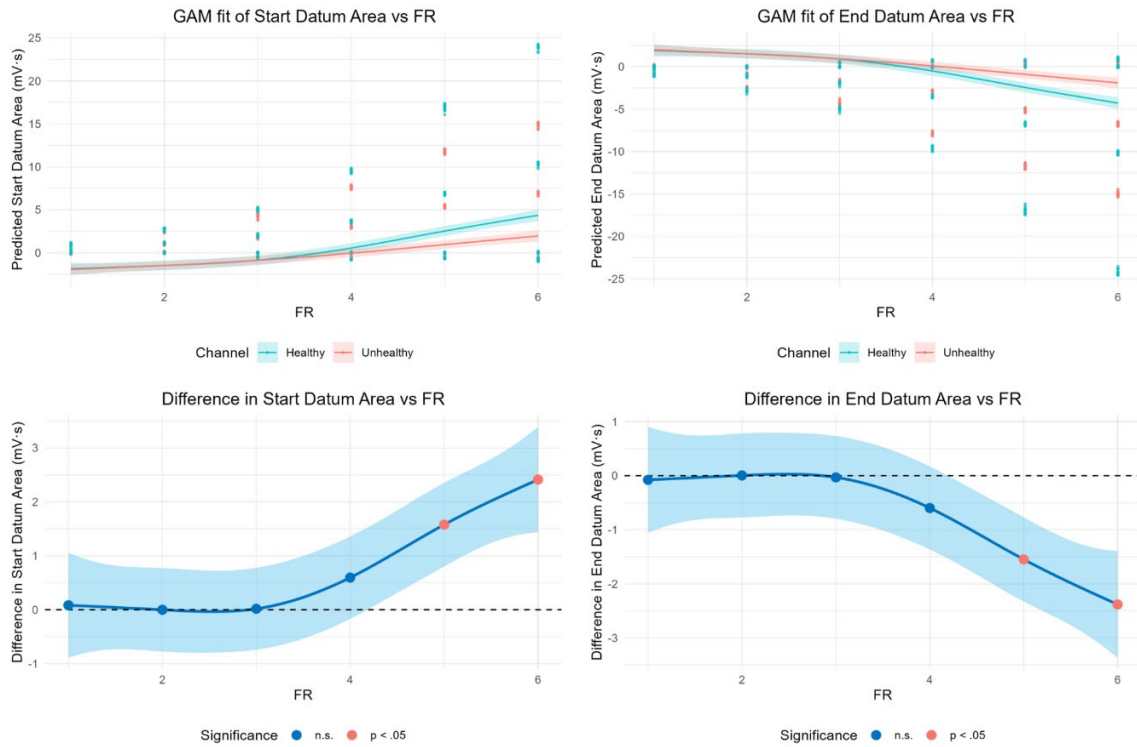 GAM fit of Start Datum Area vs FR
Predicted Start Datum Area (mV·s)
25
20
15
10
5
0
2
4
6
FR
Channel Healthy Unhealthy
GAM fit of End Datum Area vs FR
Predicted End Datum Area (mV·s)
0
-5
-10
-15
-20
-25
2
4
6
FR
Channel Healthy Unhealthy
Difference in Start Datum Area vs FR
Difference in Start Datum Area (mV·s)
3
2
1
0
-1
2
4
6
FR
Significance n.s. p < .05
Difference in End Datum Area vs FR
Difference in End Datum Area (mV·s)
1
0
-1
-2
-3
2
4
6
FR
Significance n.s. p < .05